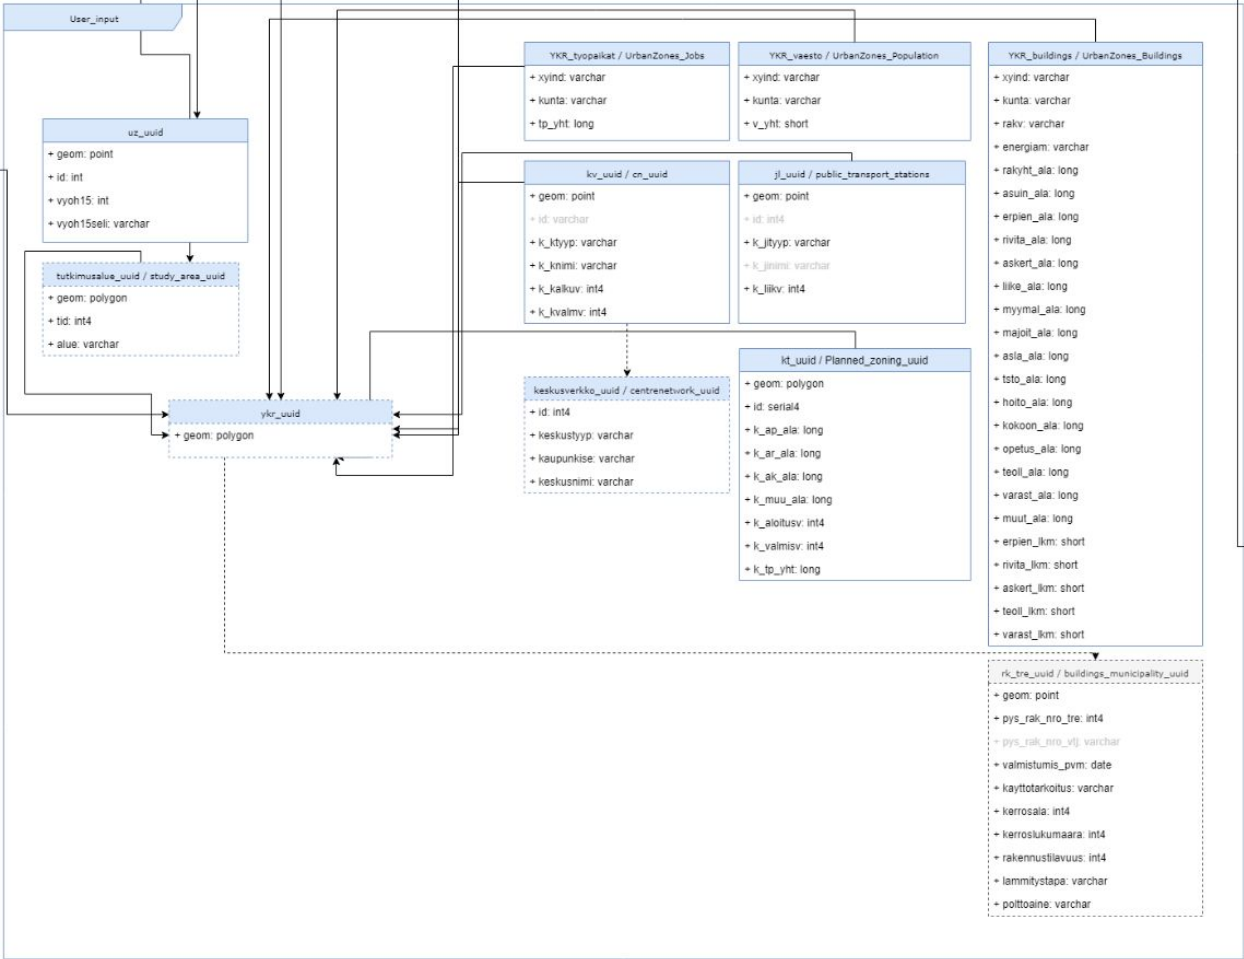 User_input
uz_uuid
+ geom: point
+ id: int
+ vyoh15: int
+ vyoh15seli: varchar
tutkimusalue_uuid / study_area_uuid
+ geom: polygon
+ tid: int4
+ alue: varchar
ykr_uuid
+ geom: polygon
YKR_tyopaikat / UrbanZones_Jobs
+ xyind: varchar
+ kunta: varchar
+ tp_yht: long
YKR_vaesto / UrbanZones_Population
+ xyind: varchar
+ kunta: varchar
+ v_yht: short
kv_uuid / cn_uuid
+ geom: point
+ id: varchar
+ k_ktyyp: varchar
+ k_knimi: varchar
+ k_kalkuv: int4
+ k_kvalmv: int4
jl_uuid / public_transport_stations
+ geom: point
+ id: int4
+ k_jltyyp: varchar
+ k_jlnimi: varchar
+ k_liikv: int4
keskusverkko_uuid / centrenetwork_uuid
+ id: int4
+ keskustyyp: varchar
+ kaupunkise: varchar
+ keskusnimi: varchar
kt_uuid / Planned_zoning_uuid
+ geom: polygon
+ id: serial4
+ k_ap_ala: long
+ k_ar_ala: long
+ k_ak_ala: long
+ k_muu_ala: long
+ k_aloitusv: int4
+ k_valmisv: int4
+ k_tp_yht: long
YKR_buildings / UrbanZones_Buildings
+ xyind: varchar
+ kunta: varchar
+ rakv: varchar
+ energiam: varchar
+ rakyht_ala: long
+ asuin_ala: long
+ erpien_ala: long
+ rivita_ala: long
+ askert_ala: long
+ liike_ala: long
+ myymal_ala: long
+ majoit_ala: long
+ asla_ala: long
+ tsto_ala: long
+ hoito_ala: long
+ kokoon_ala: long
+ opetus_ala: long
+ teoll_ala: long
+ varast_ala: long
+ muut_ala: long
+ erpien_lkm: short
+ rivita_lkm: short
+ askert_lkm: short
+ teoll_lkm: short
+ varast_lkm: short
rk_tre_uuid / buildings_municipality_uuid
+ geom: point
+ pys_rak_nro_tre: int4
+ pys_rak_nro_vtj: varchar
+ valmistumis_pvm: date
+ kayttotarkoitus: varchar
+ kerrosala: int4
+ kerroslukumaara: int4
+ rakennustilavuus: int4
+ lammitystapa: varchar
+ polttoaine: varchar